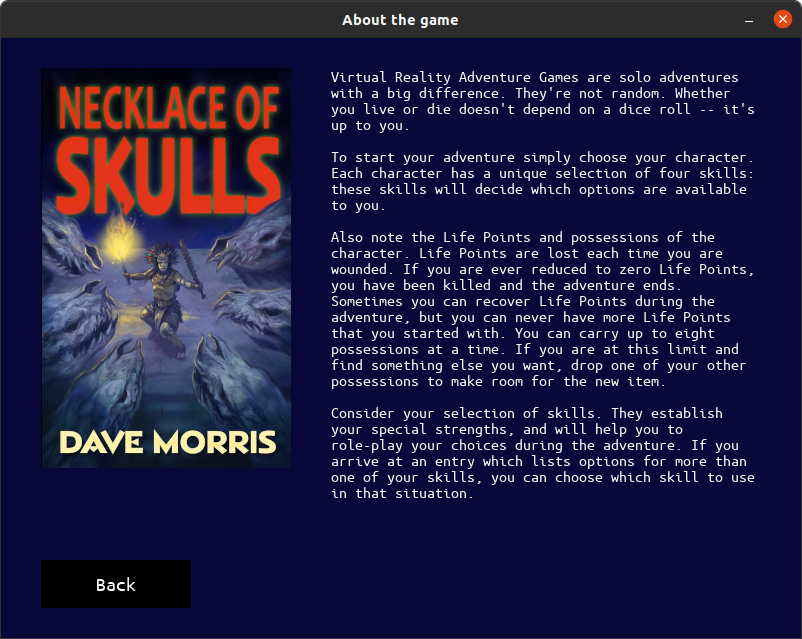 About the game
NECKLACE OF
SKULLS
DAVE MORRIS
Virtual Reality Adventure Games are solo adventures
with a big difference. They're not random. Whether
you live or die doesn't depend on a dice roll -- it's
up to you.
To start your adventure simply choose your character.
Each character has a unique selection of four skills:
these skills will decide which options are available
to you.
Also note the Life Points and possessions of the
character. Life Points are lost each time you are
wounded. If you are ever reduced to zero Life Points,
you have been killed and the adventure ends.
Sometimes you can recover Life Points during the
adventure, but you can never have more Life Points
that you started with. You can carry up to eight
possessions at a time. If you are at this limit and
find something else you want, drop one of your other
possessions to make room for the new item.
Consider your selection of skills. They establish
your special strengths, and will help you to
role-play your choices during the adventure. If you
arrive at an entry which lists options for more than
one of your skills, you can choose which skill to use
in that situation.
Back